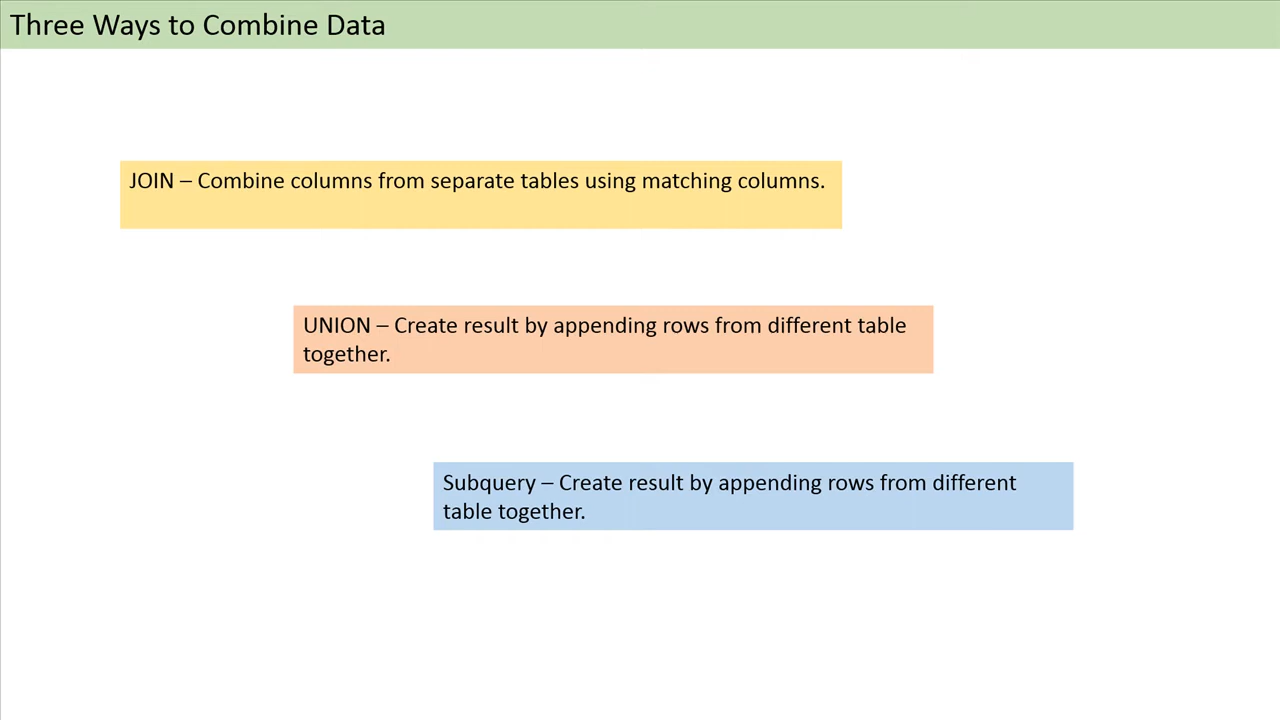 Three Ways to Combine Data
JOIN – Combine columns from separate tables using matching columns.
UNION – Create result by appending rows from different table
together.
Subquery – Create result by appending rows from different
table together.